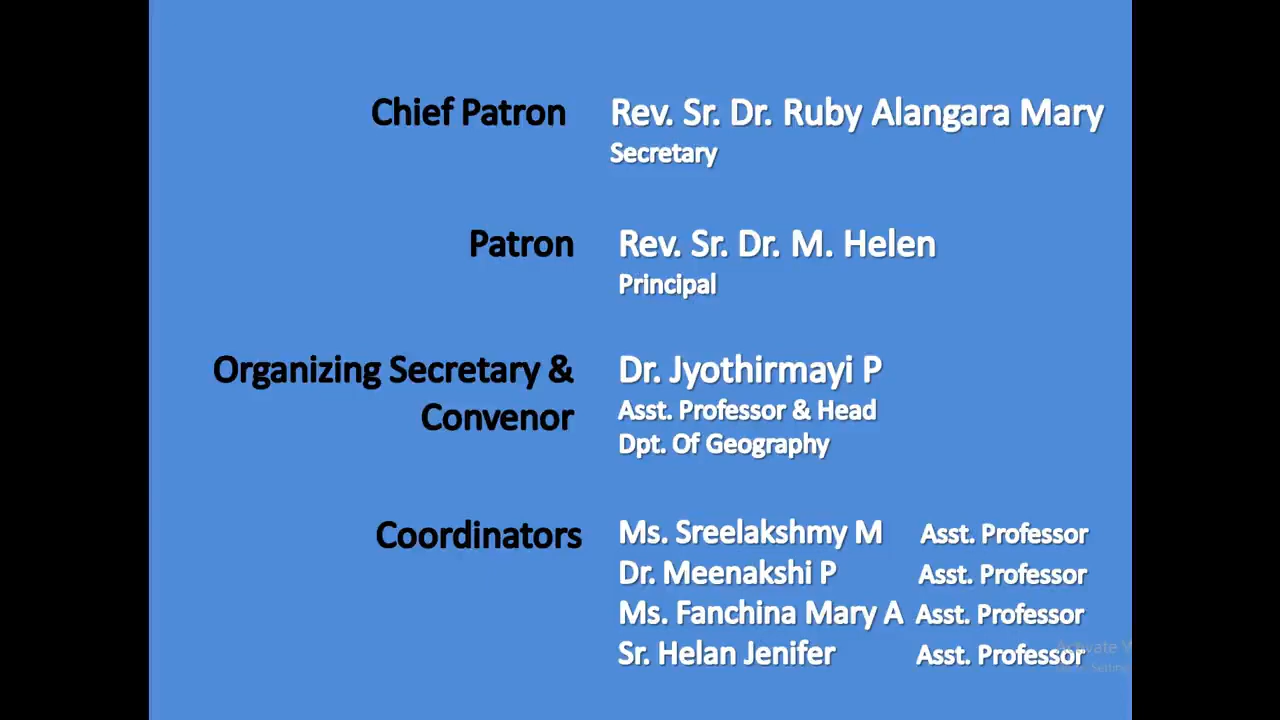 Chief Patron Rev. Sr. Dr. Ruby Alangara Mary
Secretary
Patron Rev. Sr. Dr. M. Helen
Principal
Organizing Secretary & Dr. Jyothirmayi P
Convenor Asst. Professor & Head
Dpt. Of Geography
Coordinators Ms. Sreelakshmy M Asst. Professor
Dr. Meenakshi P Asst. Professor
Ms. Fanchina Mary A Asst. Professor
Sr. Helan Jenifer Asst. Professor
Activate W